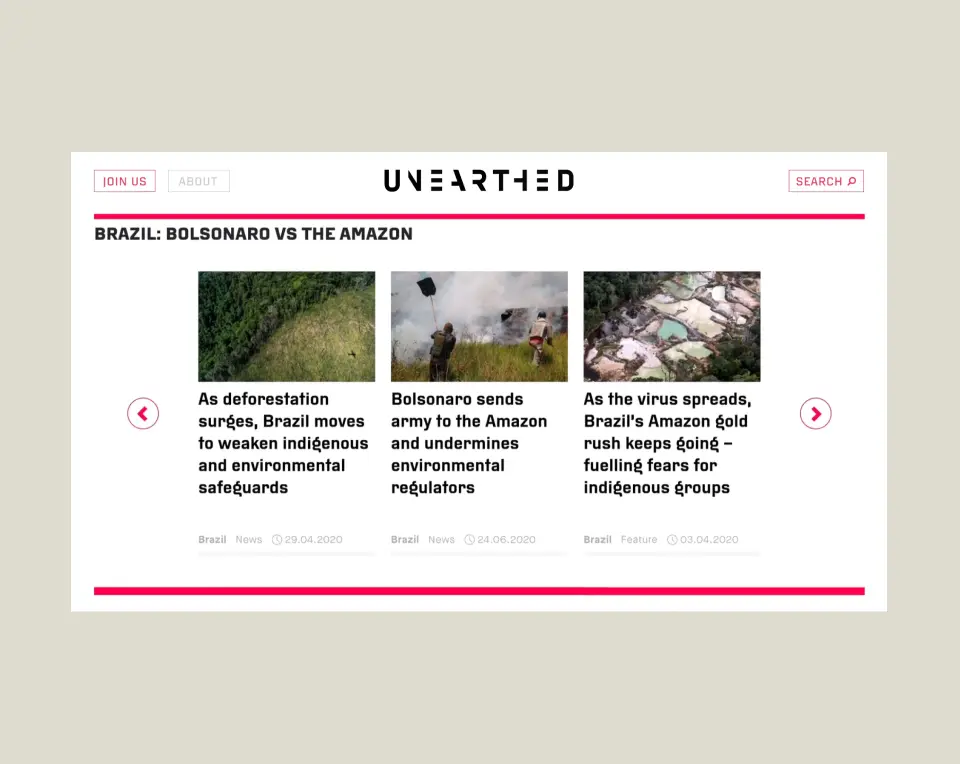 JOIN US
ABOUT
UNEARTHED
SEARCH
BRAZIL: BOLSONARO VS THE AMAZON
As deforestation
surges, Brazil moves
to weaken indigenous
and environmental
safeguards
Brazil News 29.04.2020
Bolsonaro sends
army to the Amazon
and undermines
environmental
regulators
Brazil News 24.06.2020
As the virus spreads,
Brazil's Amazon gold
rush keeps going –
fuelling fears for
indigenous groups
Brazil Feature 03.04.2020